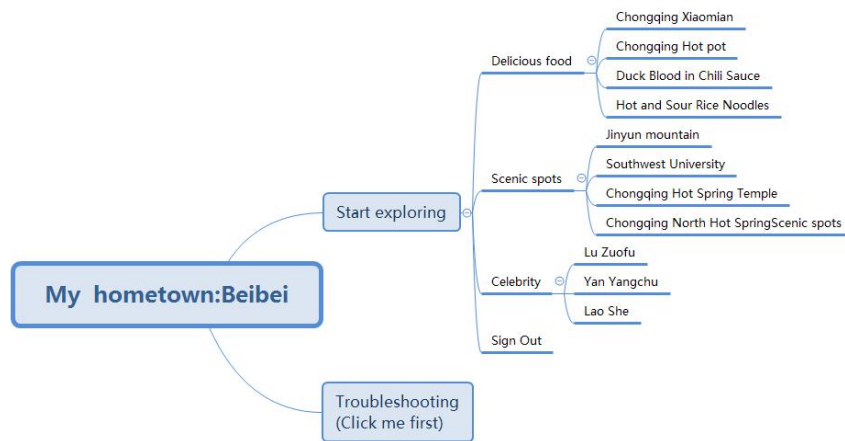 My hometown:Beibei
Start exploring
Delicious food
Chongqing Xiaomian
Chongqing Hot pot
Duck Blood in Chili Sauce
Hot and Sour Rice Noodles
Scenic spots
Jinyun mountain
Southwest University
Chongqing Hot Spring Temple
Chongqing North Hot SpringScenic spots
Celebrity
Lu Zuofu
Yan Yangchu
Lao She
Sign Out
Troubleshooting
(Click me first)